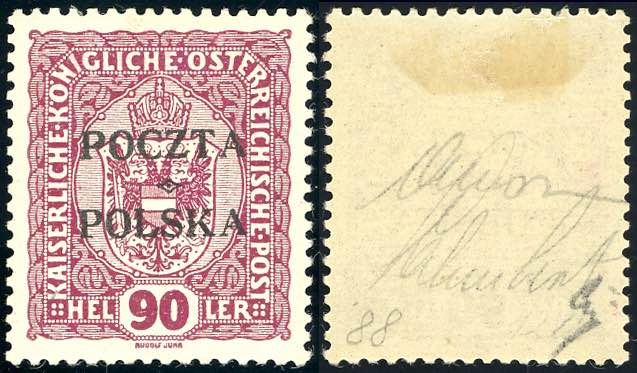 KAISERLICHE·KÖNIGLICHE·ÖSTERREICHISCHE·POST
POCZTA
POLSKA
HEL 90 LER
RUDOLF JUNK
'88